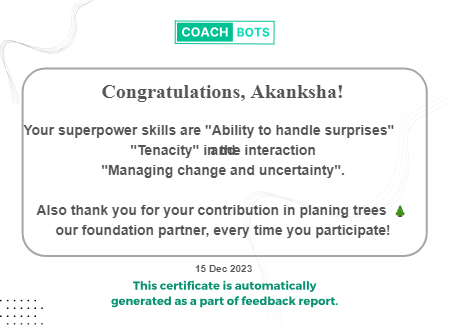 COACH BOTS
Congratulations, Akanksha!
Your superpower skills are "Ability to handle surprises"
and
"Tenacity" in the interaction
"Managing change and uncertainty".
Also thank you for your contribution in planing trees 🌲
our foundation partner, every time you participate!
15 Dec 2023
This certificate is automatically
generated as a part of feedback report.